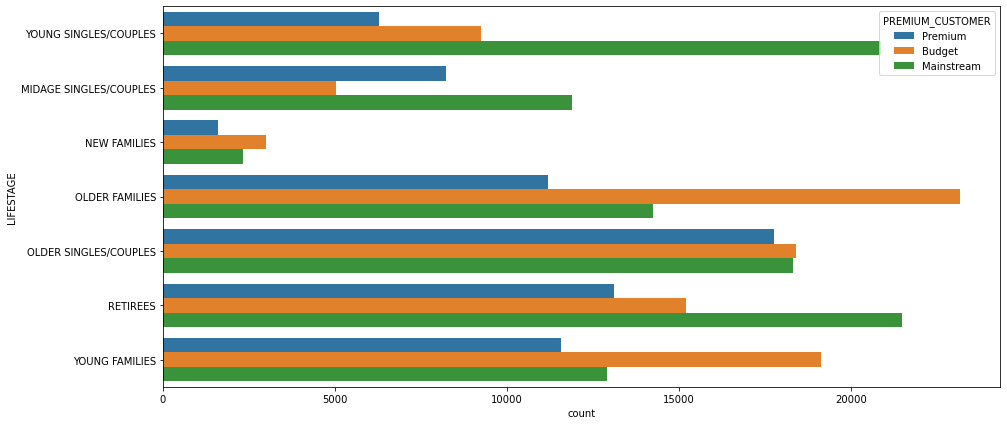 PREMIUM_CUSTOMER
Premium
Budget
Mainstream
LIFESTAGE
YOUNG SINGLES/COUPLES
MIDAGE SINGLES/COUPLES
NEW FAMILIES
OLDER FAMILIES
OLDER SINGLES/COUPLES
RETIREES
YOUNG FAMILIES
0 5000 10000 15000 20000
count